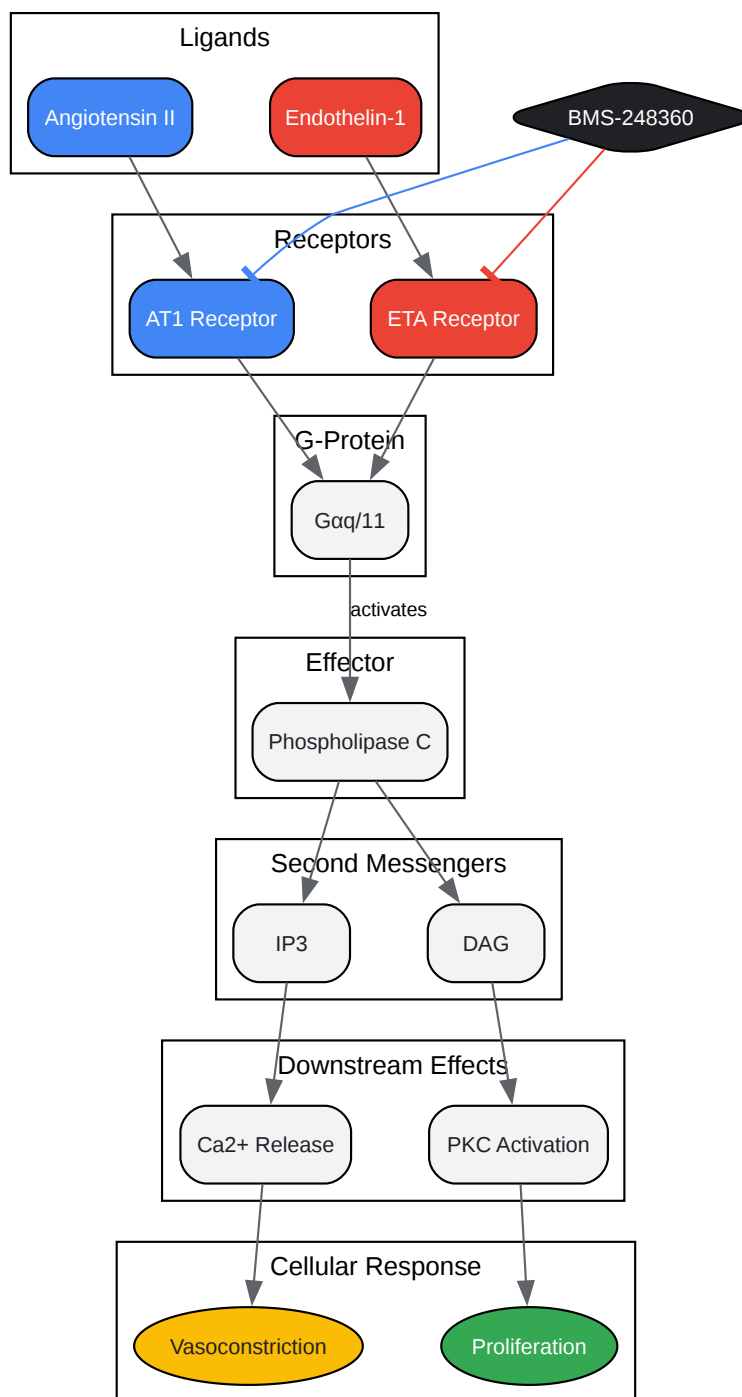 Ligands
Angiotensin II
Endothelin-1
BMS-248360
Receptors
AT1 Receptor
ETA Receptor
G-Protein
Gαq/11
activates
Effector
Phospholipase C
Second Messengers
IP3
DAG
Downstream Effects
Ca2+ Release
PKC Activation
Cellular Response
Vasoconstriction
Proliferation